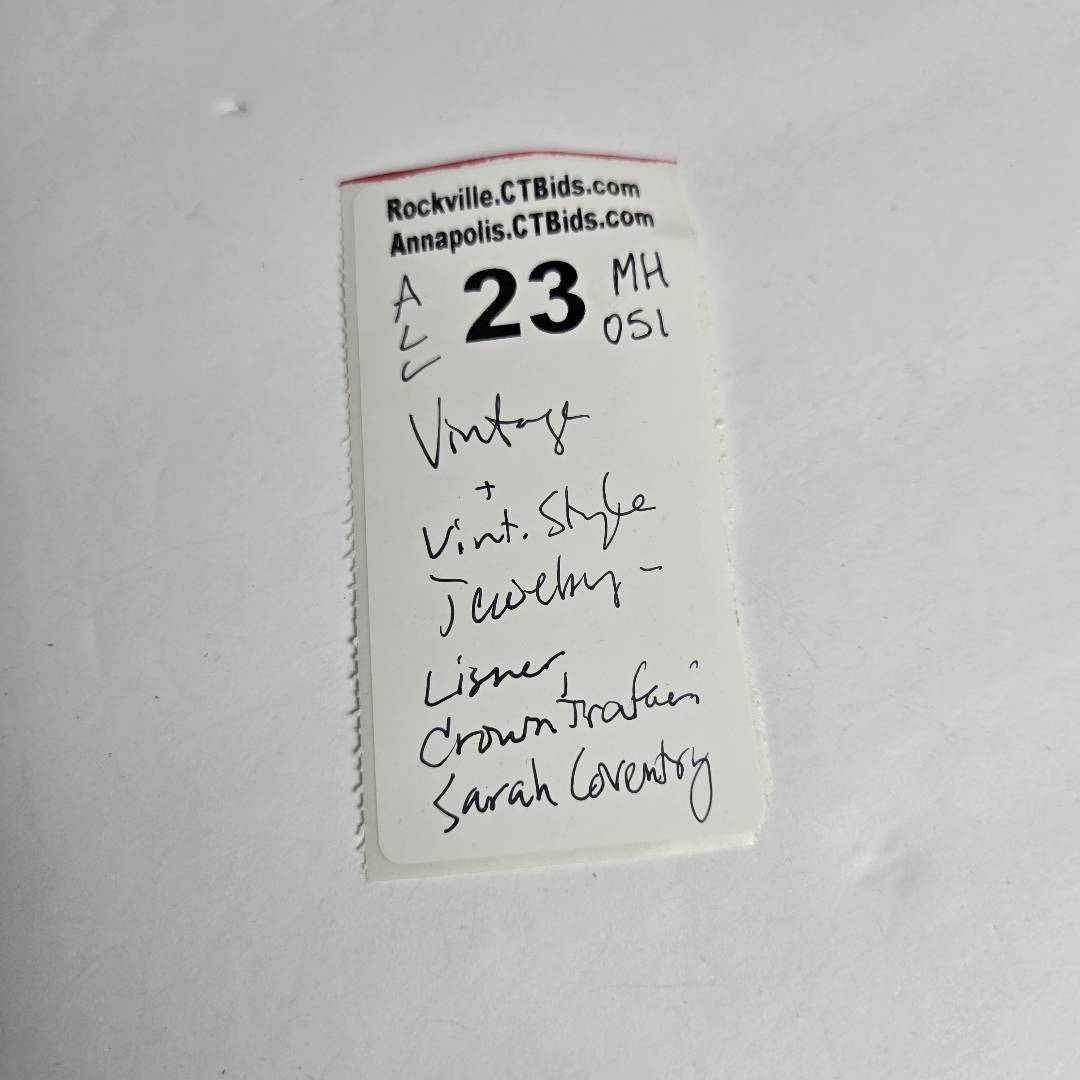 Rockville.CTBids.com
Annapolis.CTBids.com
A L C 23 MH 051
Vintage
+
Vint. Style
Jewelry -
Lisner,
Crown Trafari
Sarah Coventry